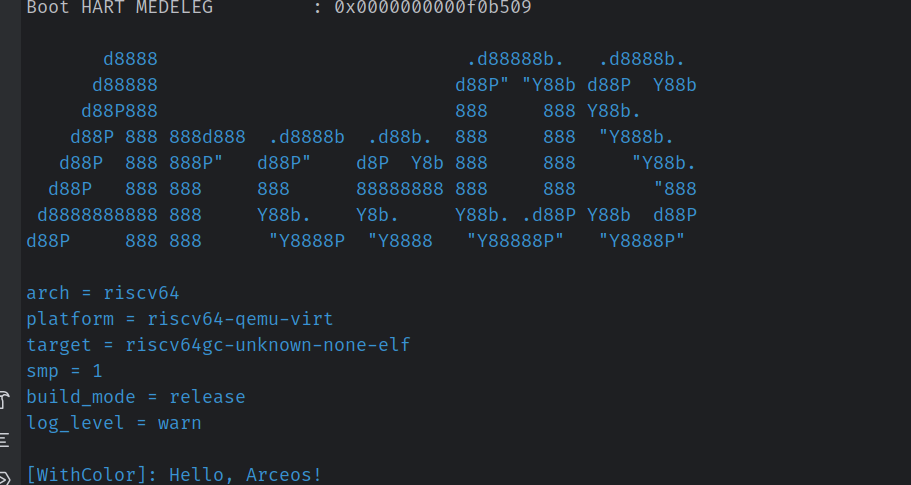 Boot HART MEDELEG         : 0x0000000000f0b509
       d8888                            .d88888b.   .d8888b.
      d88888                           d88P" "Y88b d88P  Y88b
     d88P888                           888     888 Y88b.
    d88P 888 888d888  .d8888b  .d88b.  888     888  "Y888b.
   d88P  888 888P"   d88P"    d8P  Y8b 888     888     "Y88b.
  d88P   888 888     888      88888888 888     888       "888
 d8888888888 888     Y88b.    Y8b.     Y88b. .d88P Y88b  d88P
d88P     888 888      "Y8888P  "Y8888   "Y88888P"   "Y8888P"
arch = riscv64
platform = riscv64-qemu-virt
target = riscv64gc-unknown-none-elf
smp = 1
build_mode = release
log_level = warn
[WithColor]: Hello, Arceos!